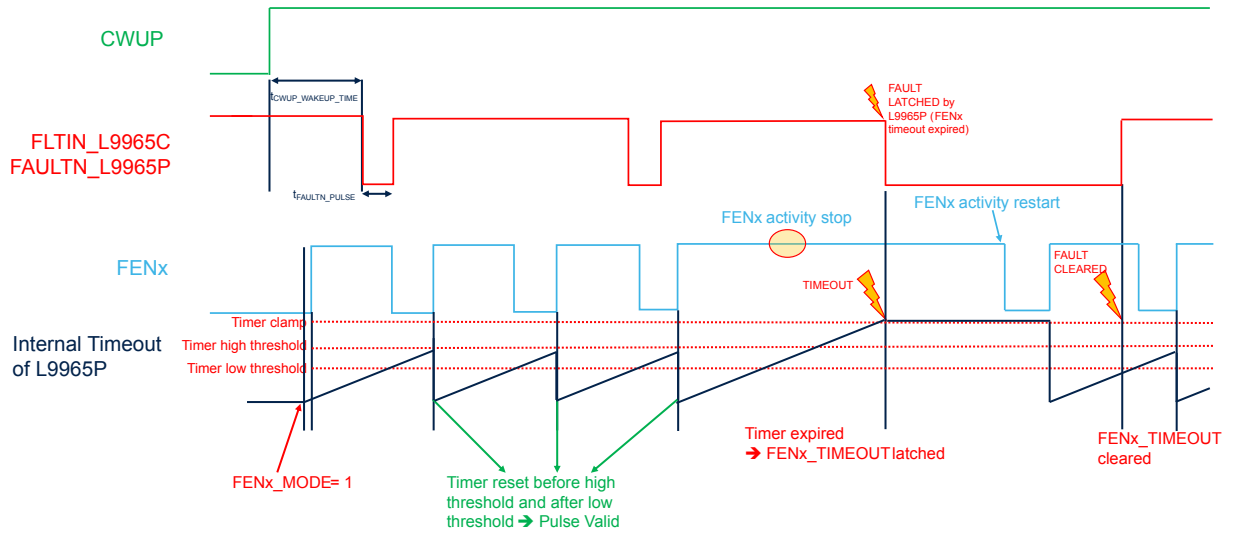 CWUP
tCWUP_WAKEUP_TIME
FAULT
LATCHED by
L9965P (FENx
timeout expired)
FLTIN_L9965C
FAULTN_L9965P
tFAULTN_PULSE
FENx activity stop
FENx activity restart
FENx
FAULT
CLEARED
TIMEOUT
Timer clamp
Internal Timeout
of L9965P
Timer high threshold
Timer low threshold
FENx_MODE= 1
Timer reset before high
threshold and after low
threshold ➔ Pulse Valid
Timer expired
➔ FENx_TIMEOUT latched
FENx_TIMEOUT
cleared